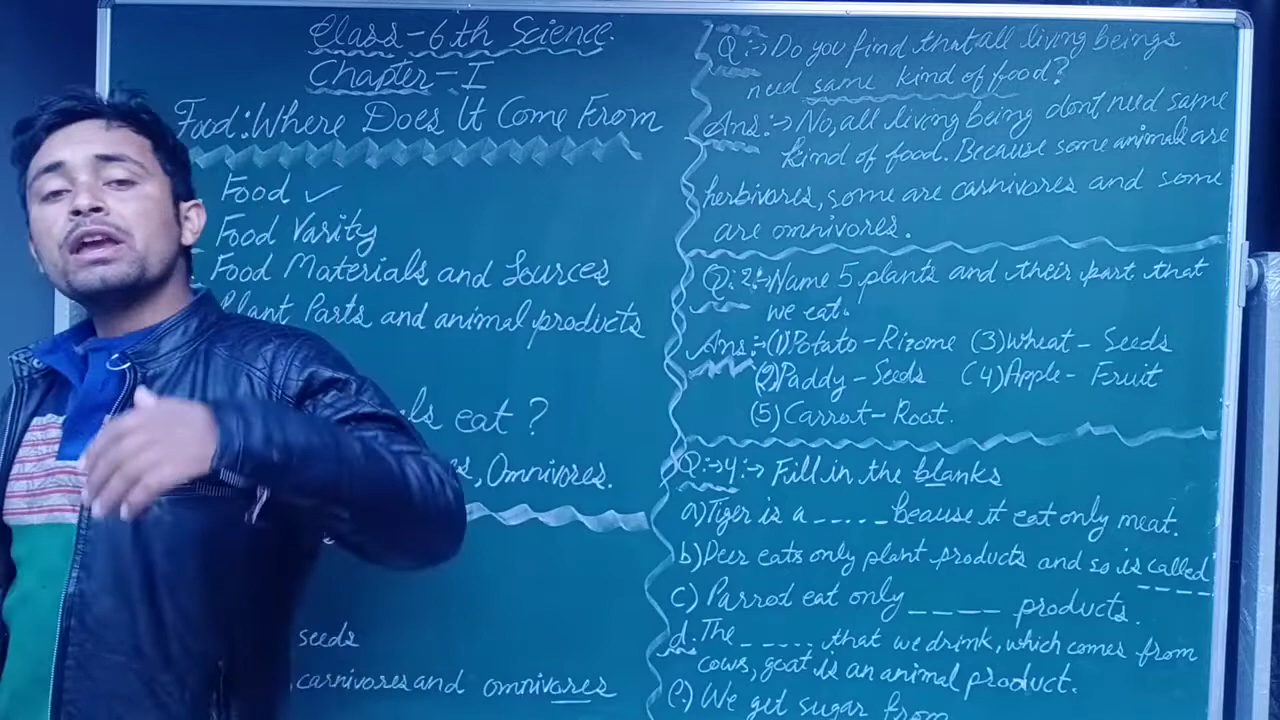 Class-6th Science.
Chapter-I
Food: Where Does It Come From
Food ✓
Food Varity
Food Materials and Sources
Plant Parts and animal products
eat ?
Omnivores.
seeds
, carnivores and omnivores
Q:-> Do you find that all living beings
need same kind of food?
Ans:-> No, all living being dont need same
kind of food. Because some animals are
herbivores, some are carnivores and some
are omnivores.
Q:2:-> Name 5 plants and their part that
we eat.
Ans:-> (1) Potato - Rizome (3) Wheat - Seeds
(2) Paddy - Seeds (4) Apple - Fruit
(5) Carrot - Root.
Q:->4:-> Fill in the blanks
a) Tiger is a _ _ _ _ _ beause it eat only meat.
b) Deer eats only plant products and so is called
_ _ _ _
c) Parrot eat only _ _ _ _ products.
d. The _ _ _ _ _ that we drink, which comes from
cows, goat is an animal product.
e.) We get sugar from